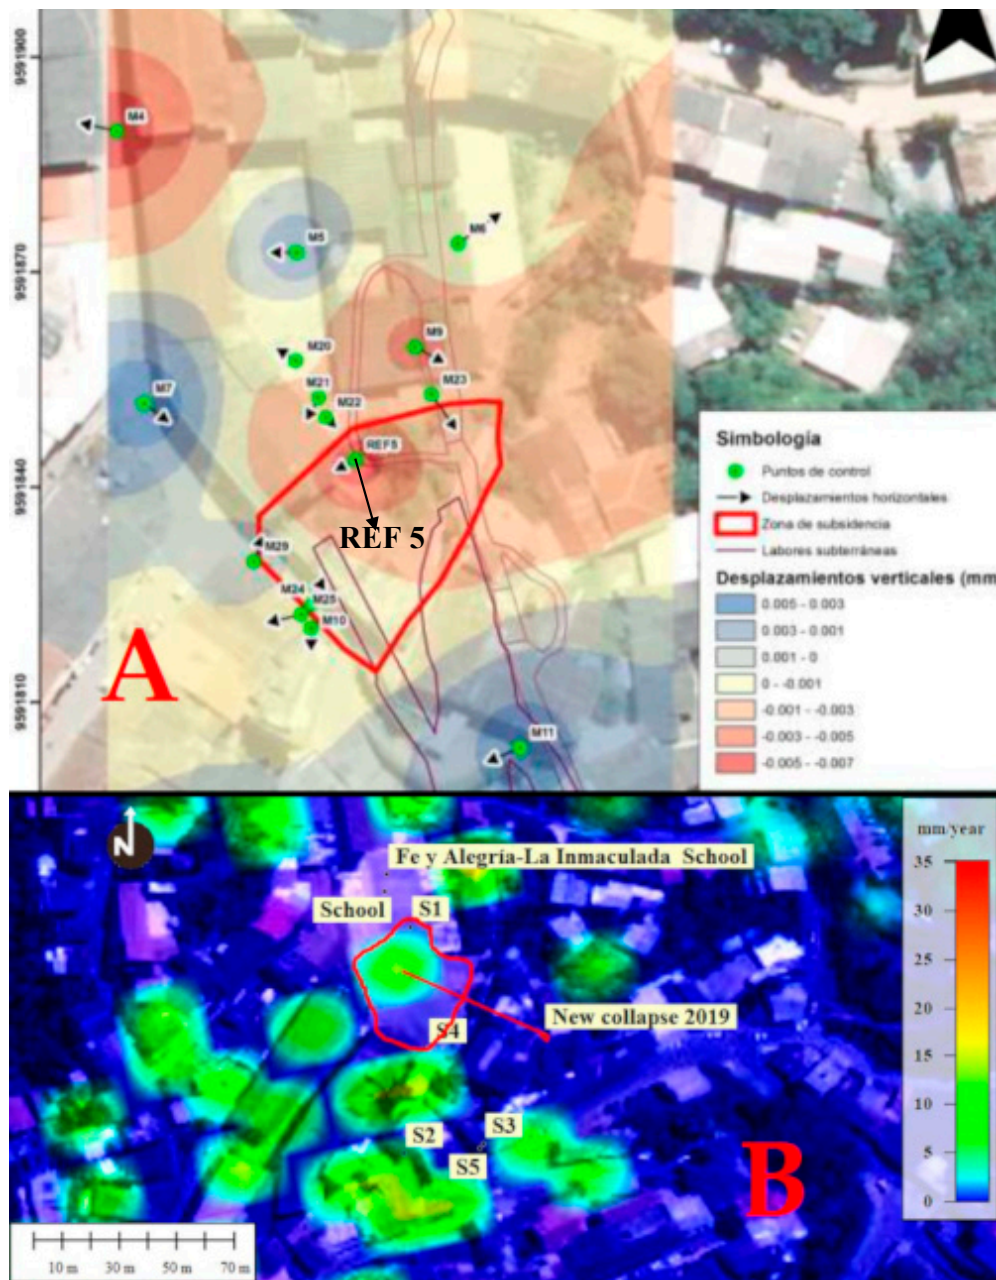 9591900
M4
M6
M5
9591870
M9
M20
M7
M21
M23
M22
REF5
Simbología
Puntos de control
Desplazamientos horizontales
9591840
REF 5
Zona de subsidencia
M29
Labores subterráneas
Desplazamientos verticales (mm
M24
M25
0.005 - 0.003
M10
0.003 - 0.001
A
0.001 - 0
0 - -0.001
9591810
-0.001 - -0.003
-0.003 - -0.005
M11
-0.005 - -0.007
N
mm/year
Fe y Alegría-La Inmaculada School
35
School
S1
30
25
New collapse 2019
20
S4
15
S3
10
S2
B
S5
5
0
10 m 30 m 50 m 70 m